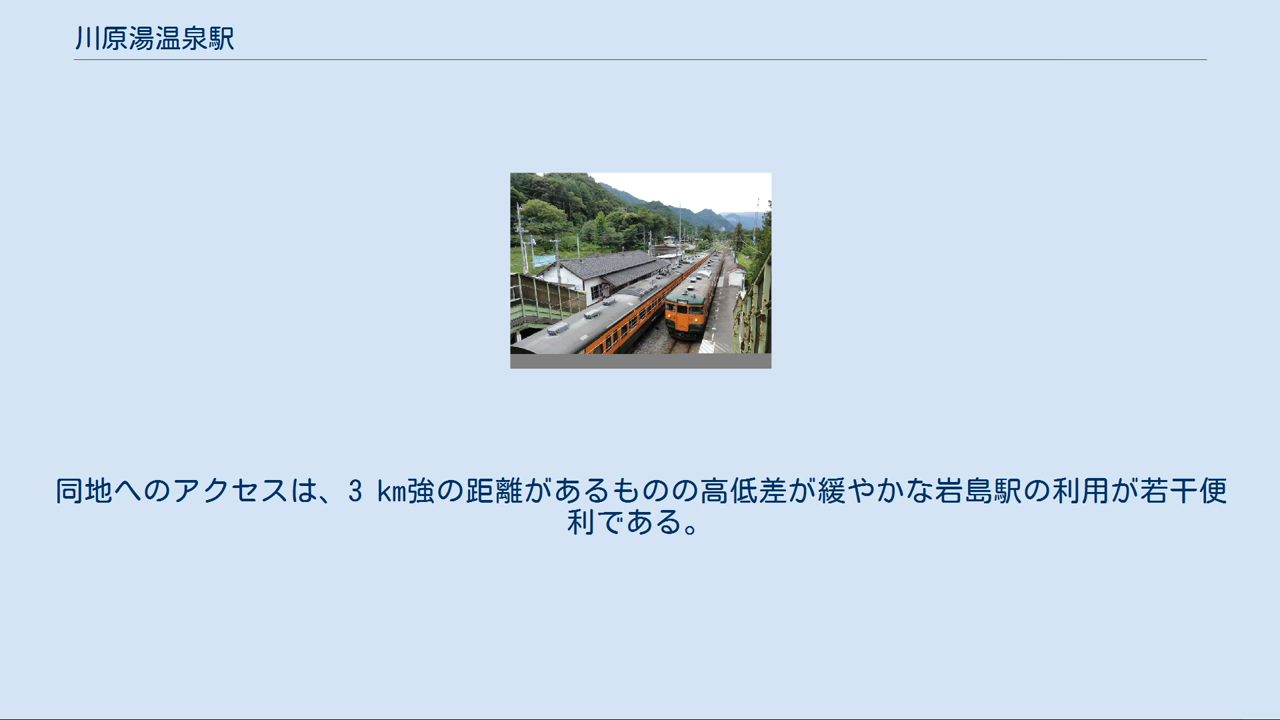 川原湯温泉駅
同地へのアクセスは、3 km強の距離があるものの高低差が緩やかな岩島駅の利用が若干便
利である。